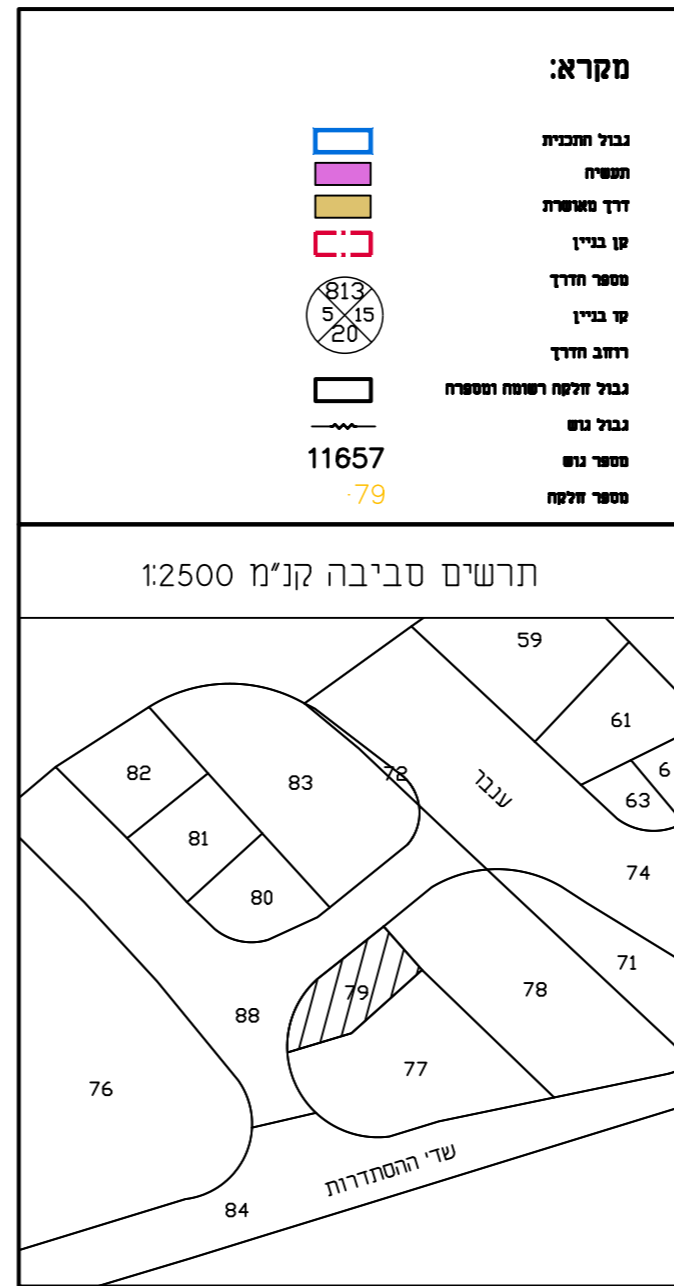 מקרא:
גבול התכנית
תעשיה
דרך מאושרת
קן בניין
מספר הדרך
קו בניין
רוחב הדרך
813
5 15
20
גבול חלקה רשומה ומספרה
גבול גוש
מספר גוש
11657
מספר חלקה
-79
תרשים סביבה קנ"מ 1:2500
59
61
6
63
82
83
72
ענבר
81
80
74
71
79
78
88
77
76
שדי ההסתדרות
84